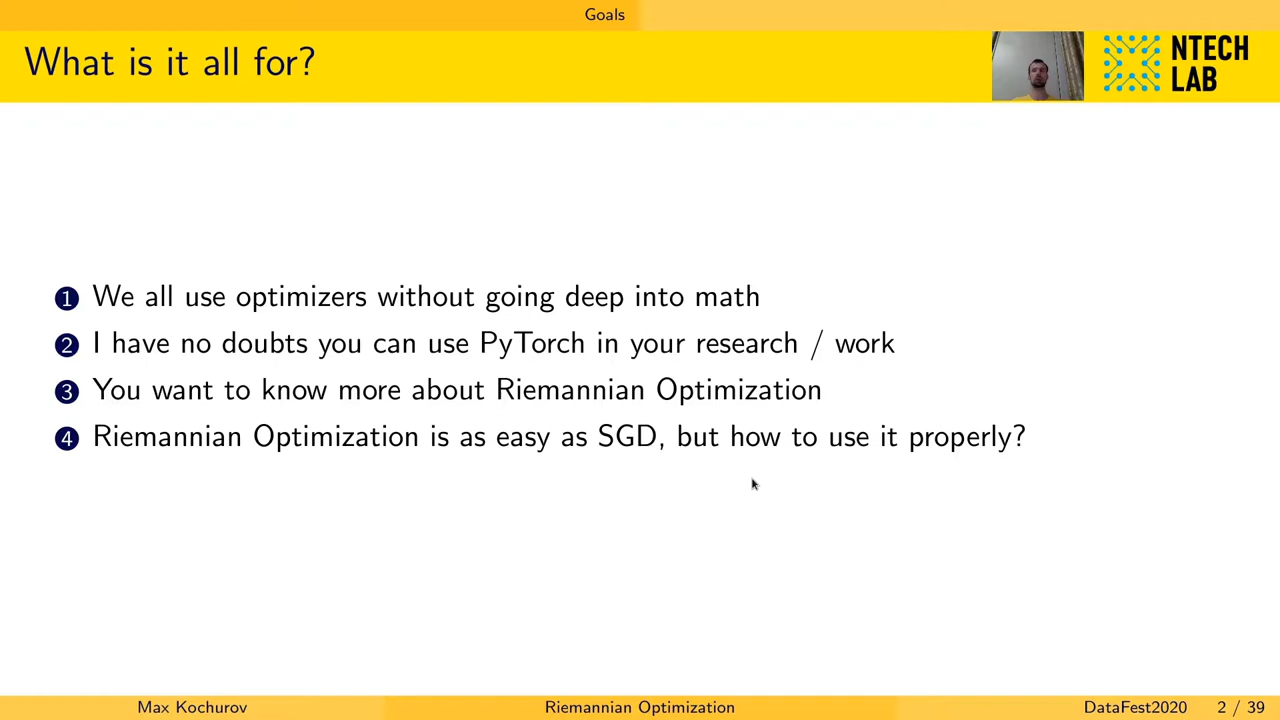 Goals
What is it all for?
NTECH
LAB
1 We all use optimizers without going deep into math
2 I have no doubts you can use PyTorch in your research / work
3 You want to know more about Riemannian Optimization
4 Riemannian Optimization is as easy as SGD, but how to use it properly?
Max Kochurov Riemannian Optimization DataFest2020 2 / 39